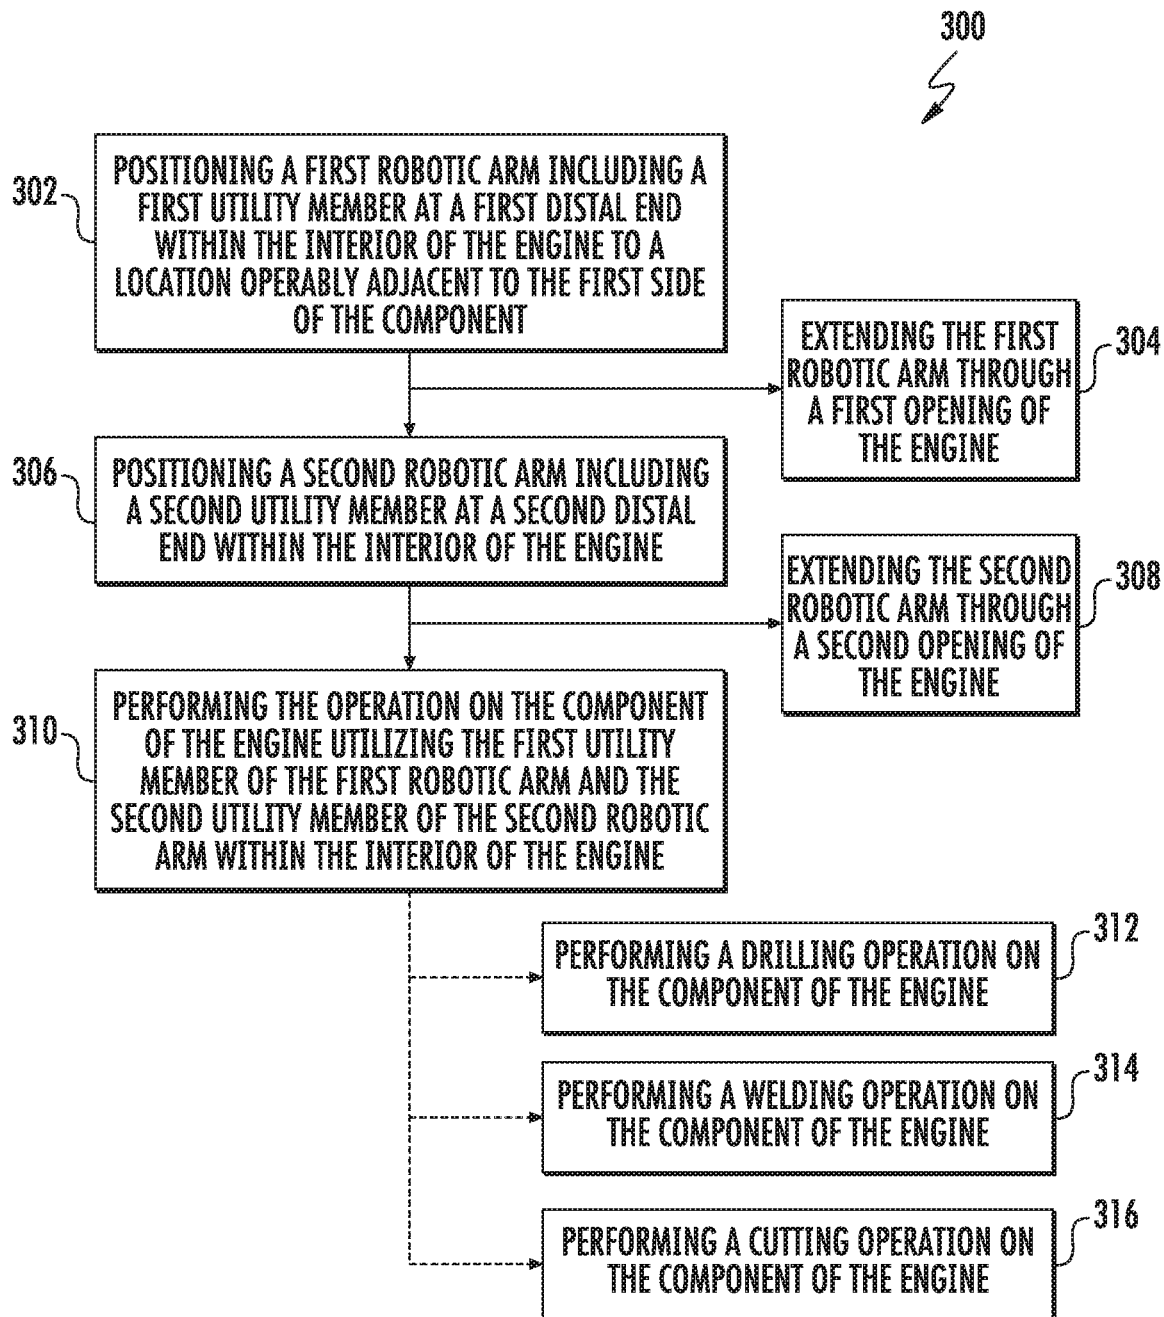 300
302
POSITIONING A FIRST ROBOTIC ARM INCLUDING A
FIRST UTILITY MEMBER AT A FIRST DISTAL END
WITHIN THE INTERIOR OF THE ENGINE TO A
LOCATION OPERABLY ADJACENT TO THE FIRST SIDE
OF THE COMPONENT
304
EXTENDING THE FIRST
ROBOTIC ARM THROUGH
A FIRST OPENING OF
THE ENGINE
306
POSITIONING A SECOND ROBOTIC ARM INCLUDING
A SECOND UTILITY MEMBER AT A SECOND DISTAL
END WITHIN THE INTERIOR OF THE ENGINE
308
EXTENDING THE SECOND
ROBOTIC ARM THROUGH
A SECOND OPENING OF
THE ENGINE
310
PERFORMING THE OPERATION ON THE COMPONENT
OF THE ENGINE UTILIZING THE FIRST UTILITY
MEMBER OF THE FIRST ROBOTIC ARM AND THE
SECOND UTILITY MEMBER OF THE SECOND ROBOTIC
ARM WITHIN THE INTERIOR OF THE ENGINE
312
PERFORMING A DRILLING OPERATION ON
THE COMPONENT OF THE ENGINE
314
PERFORMING A WELDING OPERATION ON
THE COMPONENT OF THE ENGINE
316
PERFORMING A CUTTING OPERATION ON
THE COMPONENT OF THE ENGINE